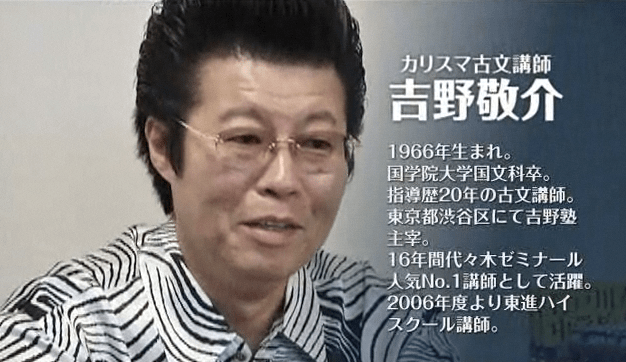 カリスマ古文講師
吉野敬介
1966年生まれ。
国学院大学国文科卒。
指導歴20年の古文講師。
東京都渋谷区にて吉野塾
主宰。
16年間代々木ゼミナール
人気No.1講師として活躍。
2006年度より東進ハイ
スクール講師。